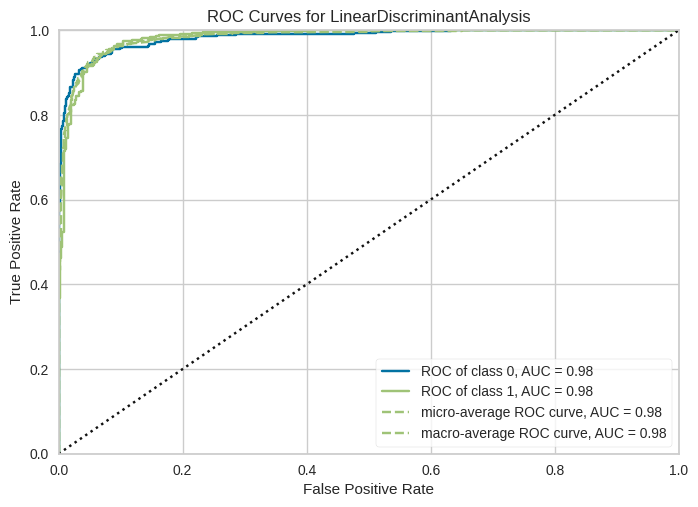 ROC Curves for LinearDiscriminantAnalysis
1.0
0.8
0.6
0.4
0.2
0.0
True Positive Rate
ROC of class 0, AUC = 0.98
ROC of class 1, AUC = 0.98
micro-average ROC curve, AUC = 0.98
macro-average ROC curve, AUC = 0.98
0.0 0.2 0.4 0.6 0.8 1.0
False Positive Rate